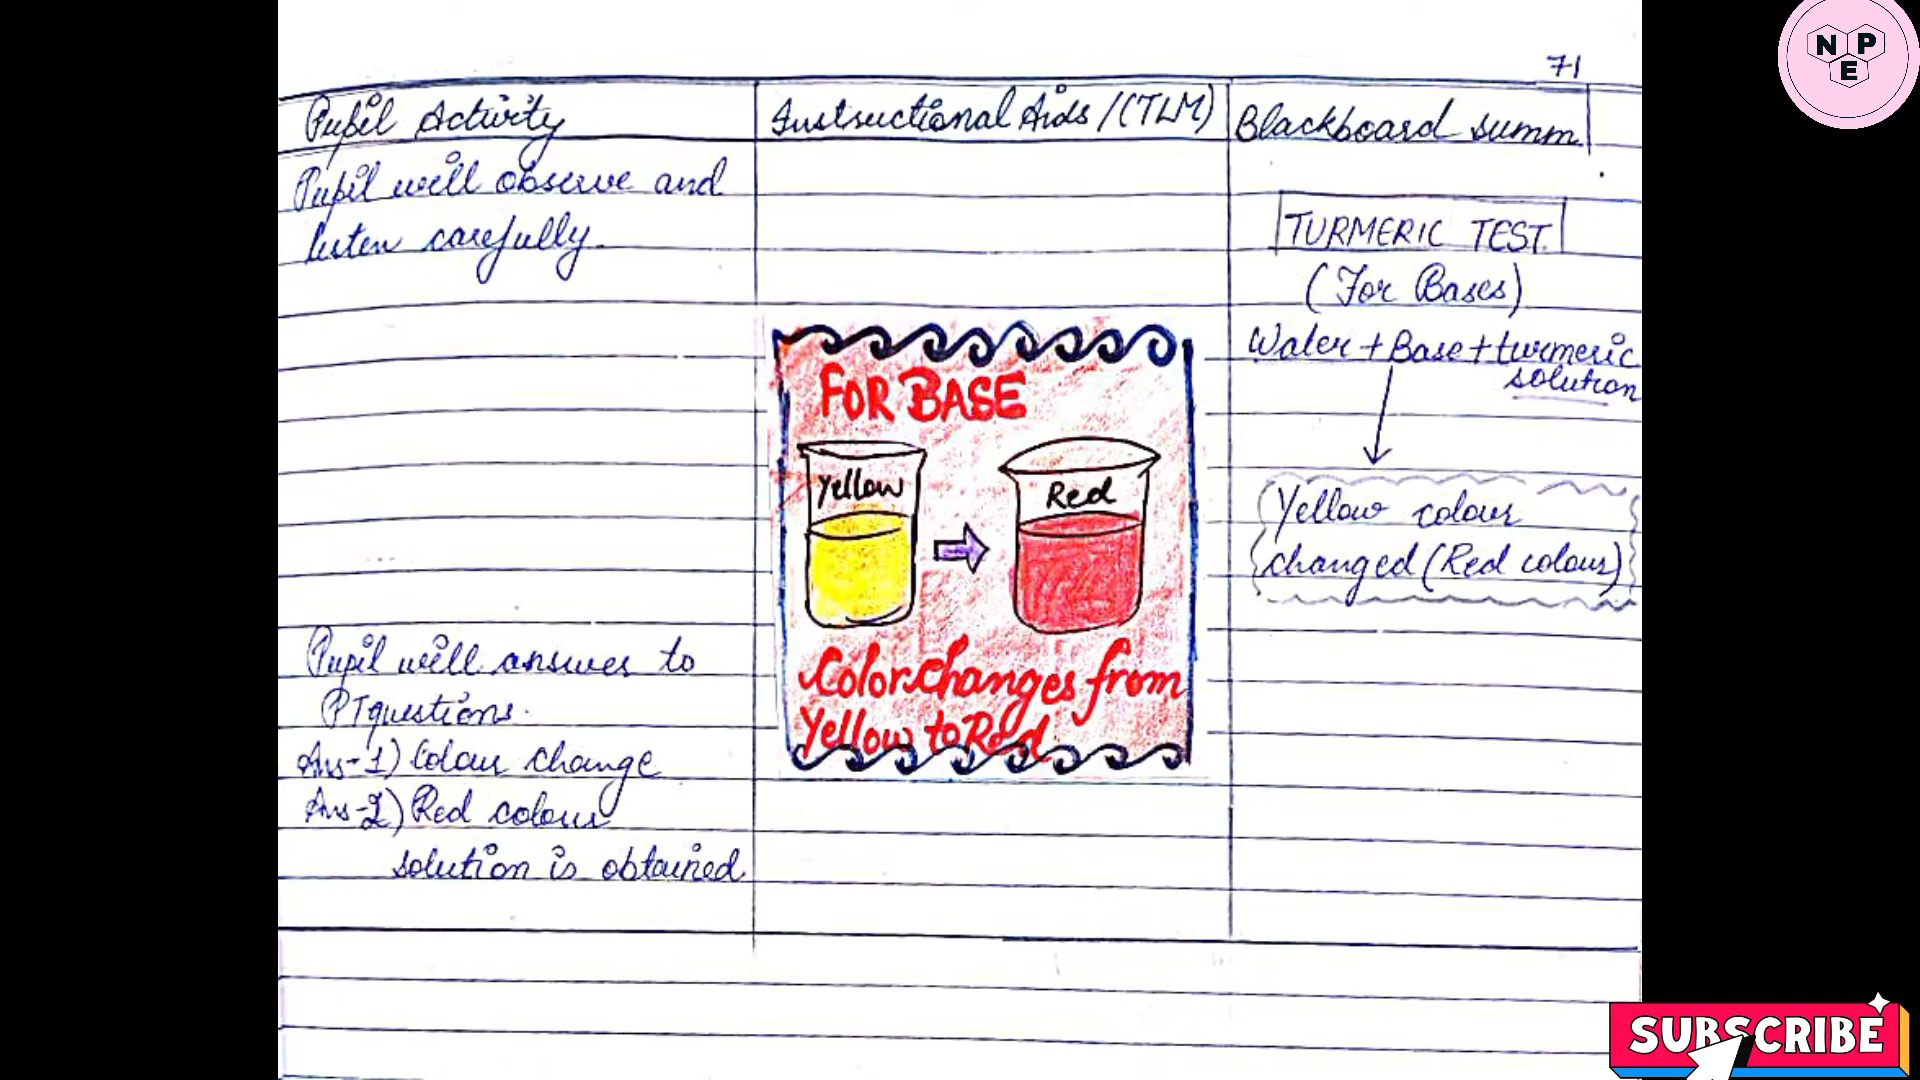 71
Pupil Activity
Instructional Aids/(TLM)
Blackboard summ.
Pupil will observe and
listen carefully.
Pupil will answer to
PT questions.
Ans-1) Colour change
Ans-2) Red colour
solution is obtained
FOR BASE
Yellow
Red
Color Changes from
Yellow to Red
TURMERIC TEST
(For Bases)
Water + Base + turmeric
solution
Yellow colour
changed (Red colour)
N P
E
SUBSCRIBE